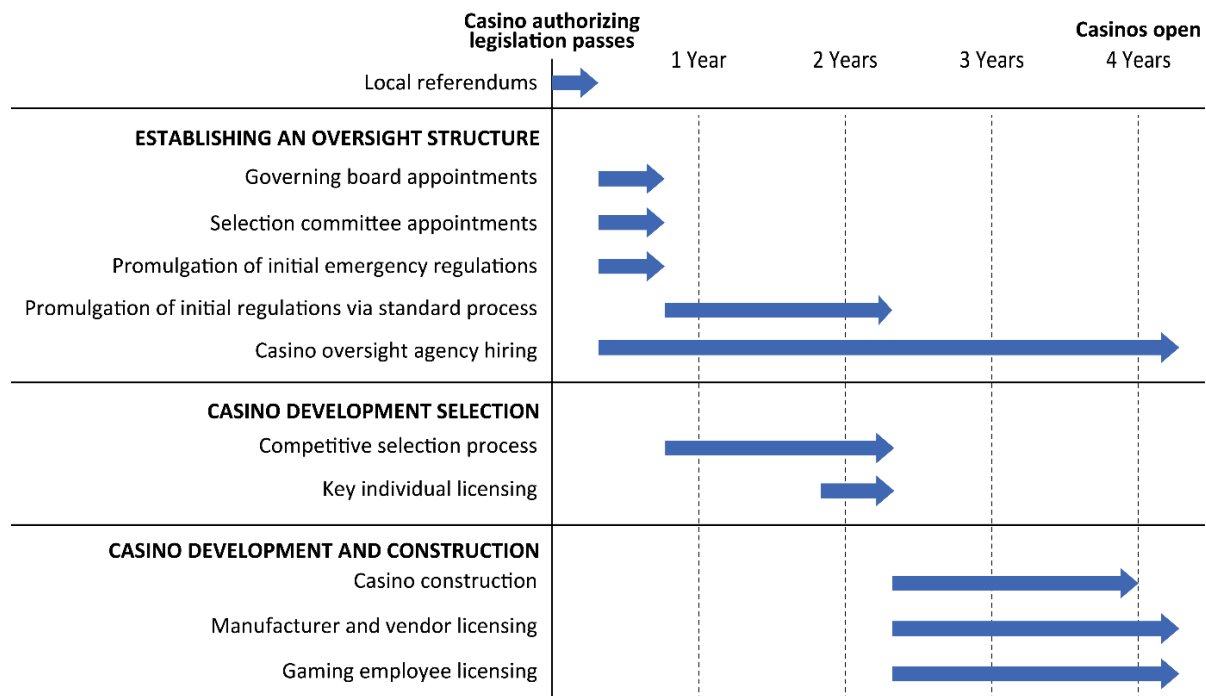 Casino authorizing
legislation passes
Casinos open
1 Year
2 Years
3 Years
4 Years
Local referendums
ESTABLISHING AN OVERSIGHT STRUCTURE
Governing board appointments
Selection committee appointments
Promulgation of initial emergency regulations
Promulgation of initial regulations via standard process
Casino oversight agency hiring
CASINO DEVELOPMENT SELECTION
Competitive selection process
Key individual licensing
CASINO DEVELOPMENT AND CONSTRUCTION
Casino construction
Manufacturer and vendor licensing
Gaming employee licensing